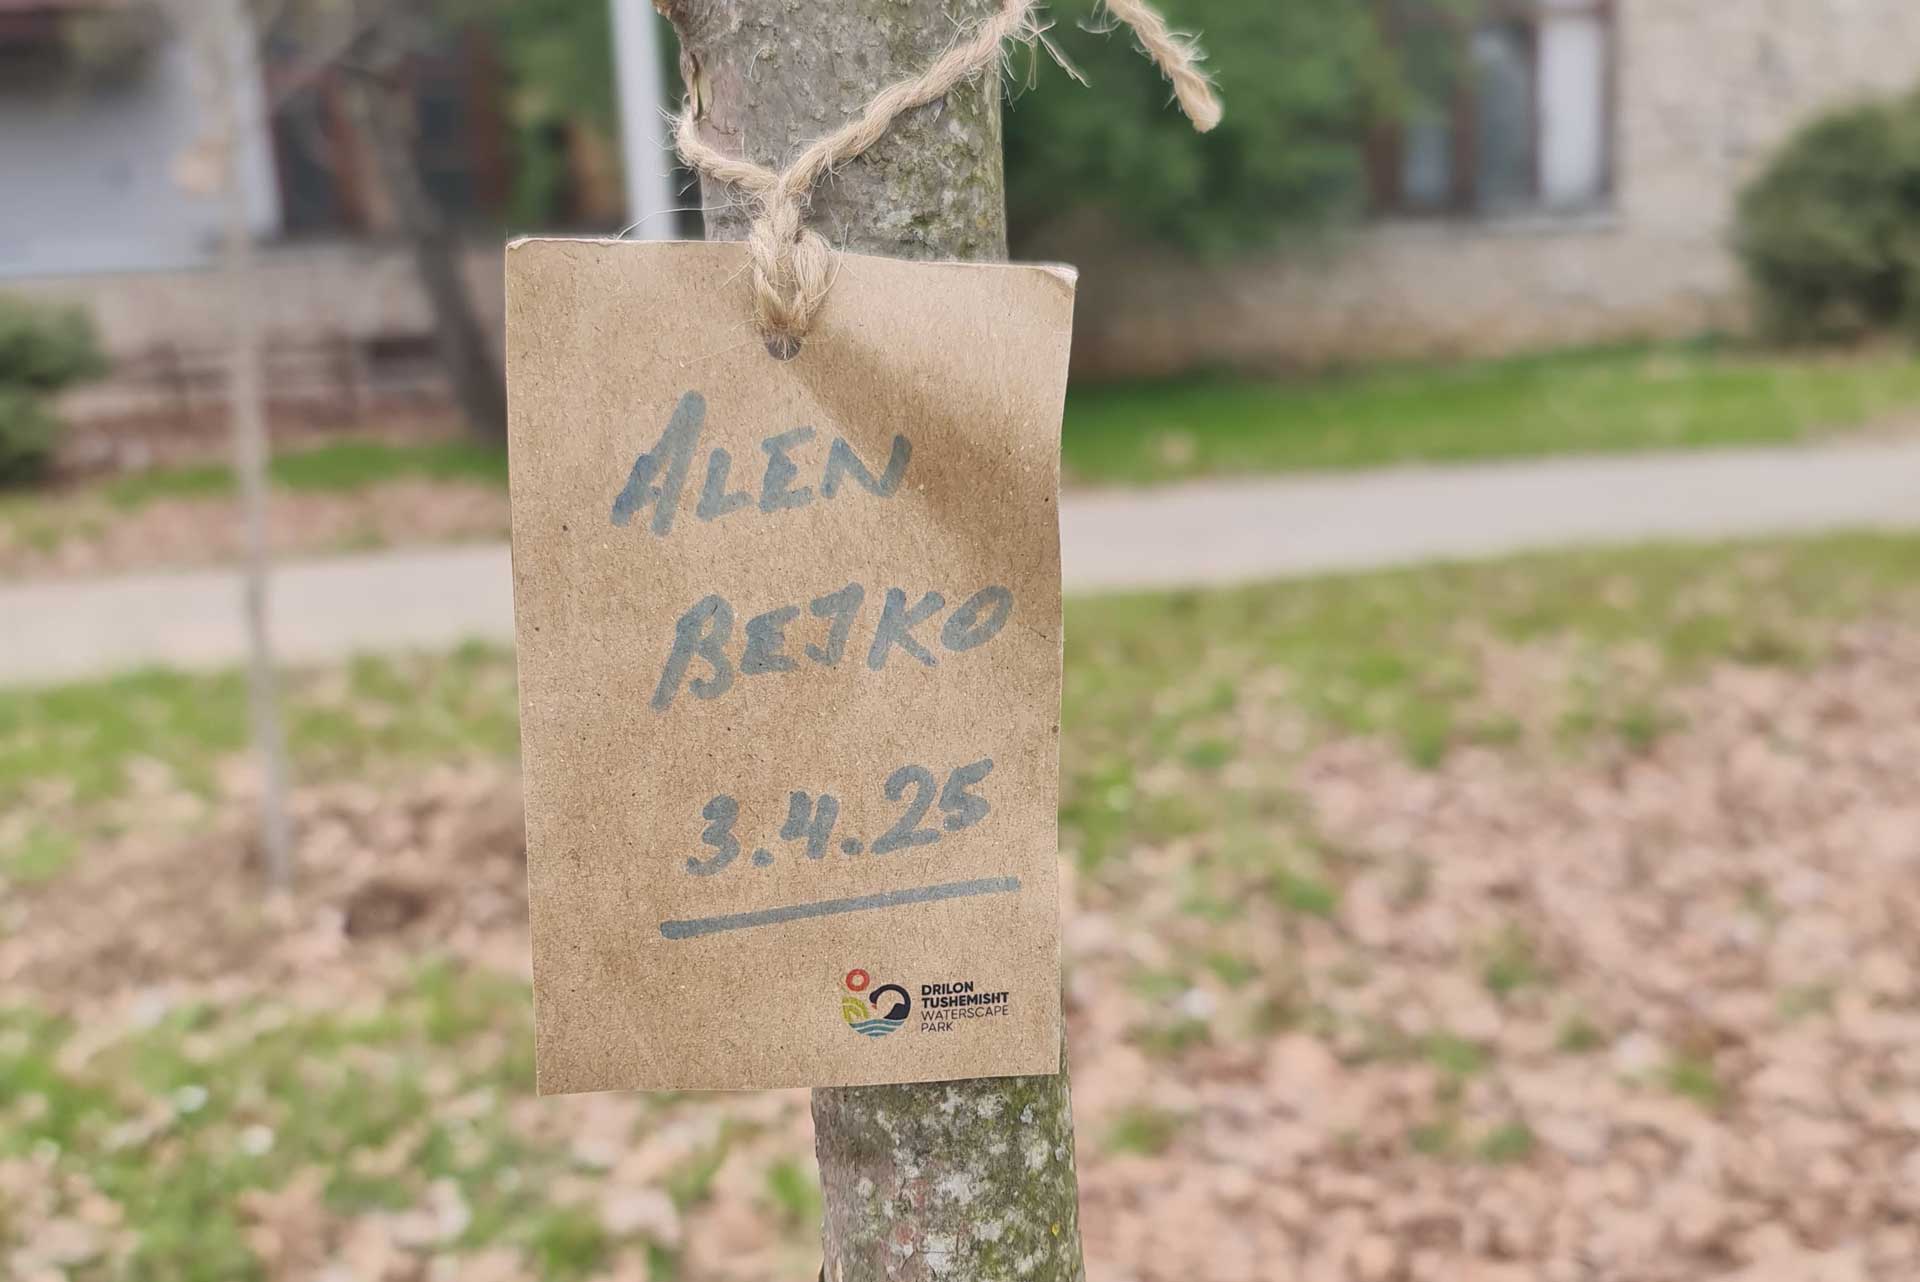 ALEN
BEJKO
3.4.25
DRILON
TUSHEMISHT
WATERSCAPE
PARK